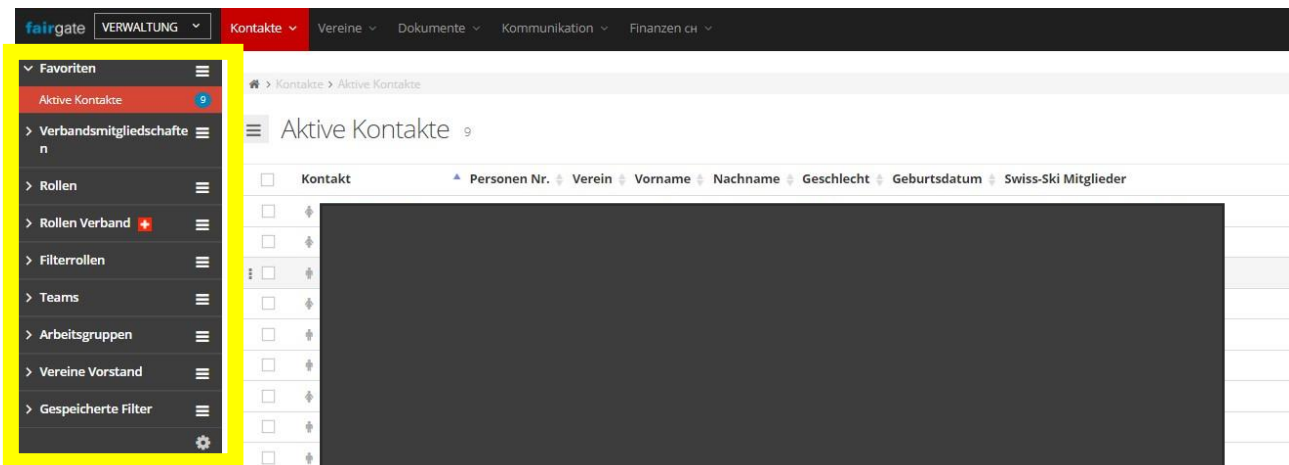 fairgate VERWALTUNG Kontakte Vereine Dokumente Kommunikation Finanzen CH
Favoriten
Aktive Kontakte 9
Verbandsmitgliedschafte
n
Rollen
Rollen Verband
Filterrollen
Teams
Arbeitsgruppen
Vereine Vorstand
Gespeicherte Filter
> Kontakte > Aktive Kontakte
Aktive Kontakte 9
Kontakt Personen Nr. Verein Vorname Nachname Geschlecht Geburtsdatum Swiss-Ski Mitglieder